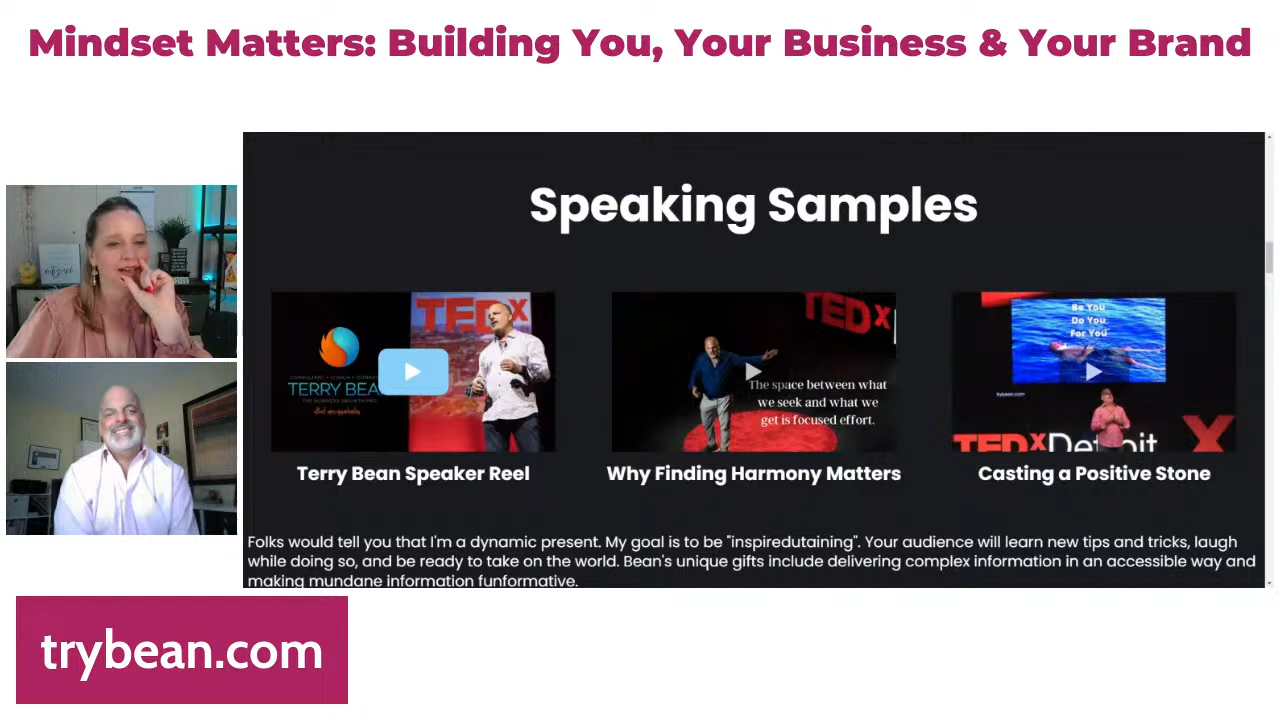 Mindset Matters: Building You, Your Business & Your Brand
Speaking Samples
TEDx
TERRY BEA
Terry Bean Speaker Reel
TEDx
The space between what
we seek and what we
get is focused effort.
Why Finding Harmony Matters
Be You
Do You
For You
trybean.com
TEDxDetroit
X
Casting a Positive Stone
Folks would tell you that I'm a dynamic present. My goal is to be "inspiredutaining". Your audience will learn new tips and tricks, laugh
while doing so, and be ready to take on the world. Bean's unique gifts include delivering complex information in an accessible way and
making mundane information funformative.
trybean.com